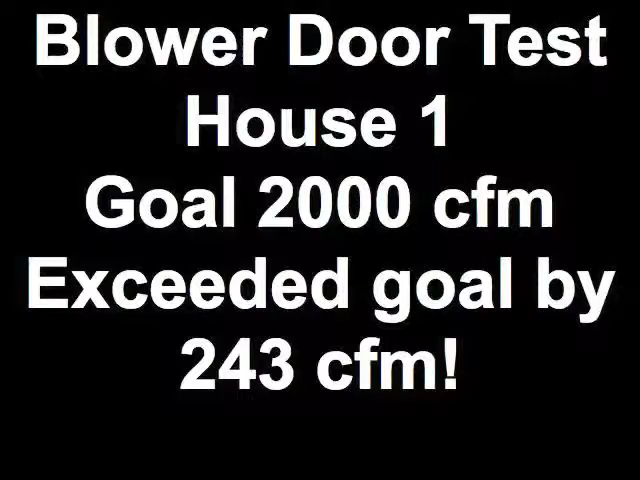 Blower Door Test
House 1
Goal 2000 cfm
Exceeded goal by
243 cfm!